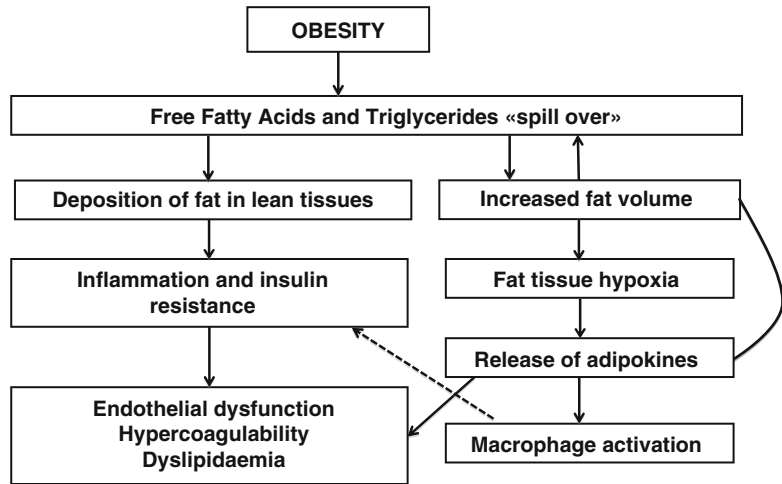 OBESITY
Free Fatty Acids and Triglycerides «spill over»
Deposition of fat in lean tissues
Increased fat volume
Inflammation and insulin
resistance
Fat tissue hypoxia
Release of adipokines
Endothelial dysfunction
Hypercoagulability
Dyslipidaemia
Macrophage activation